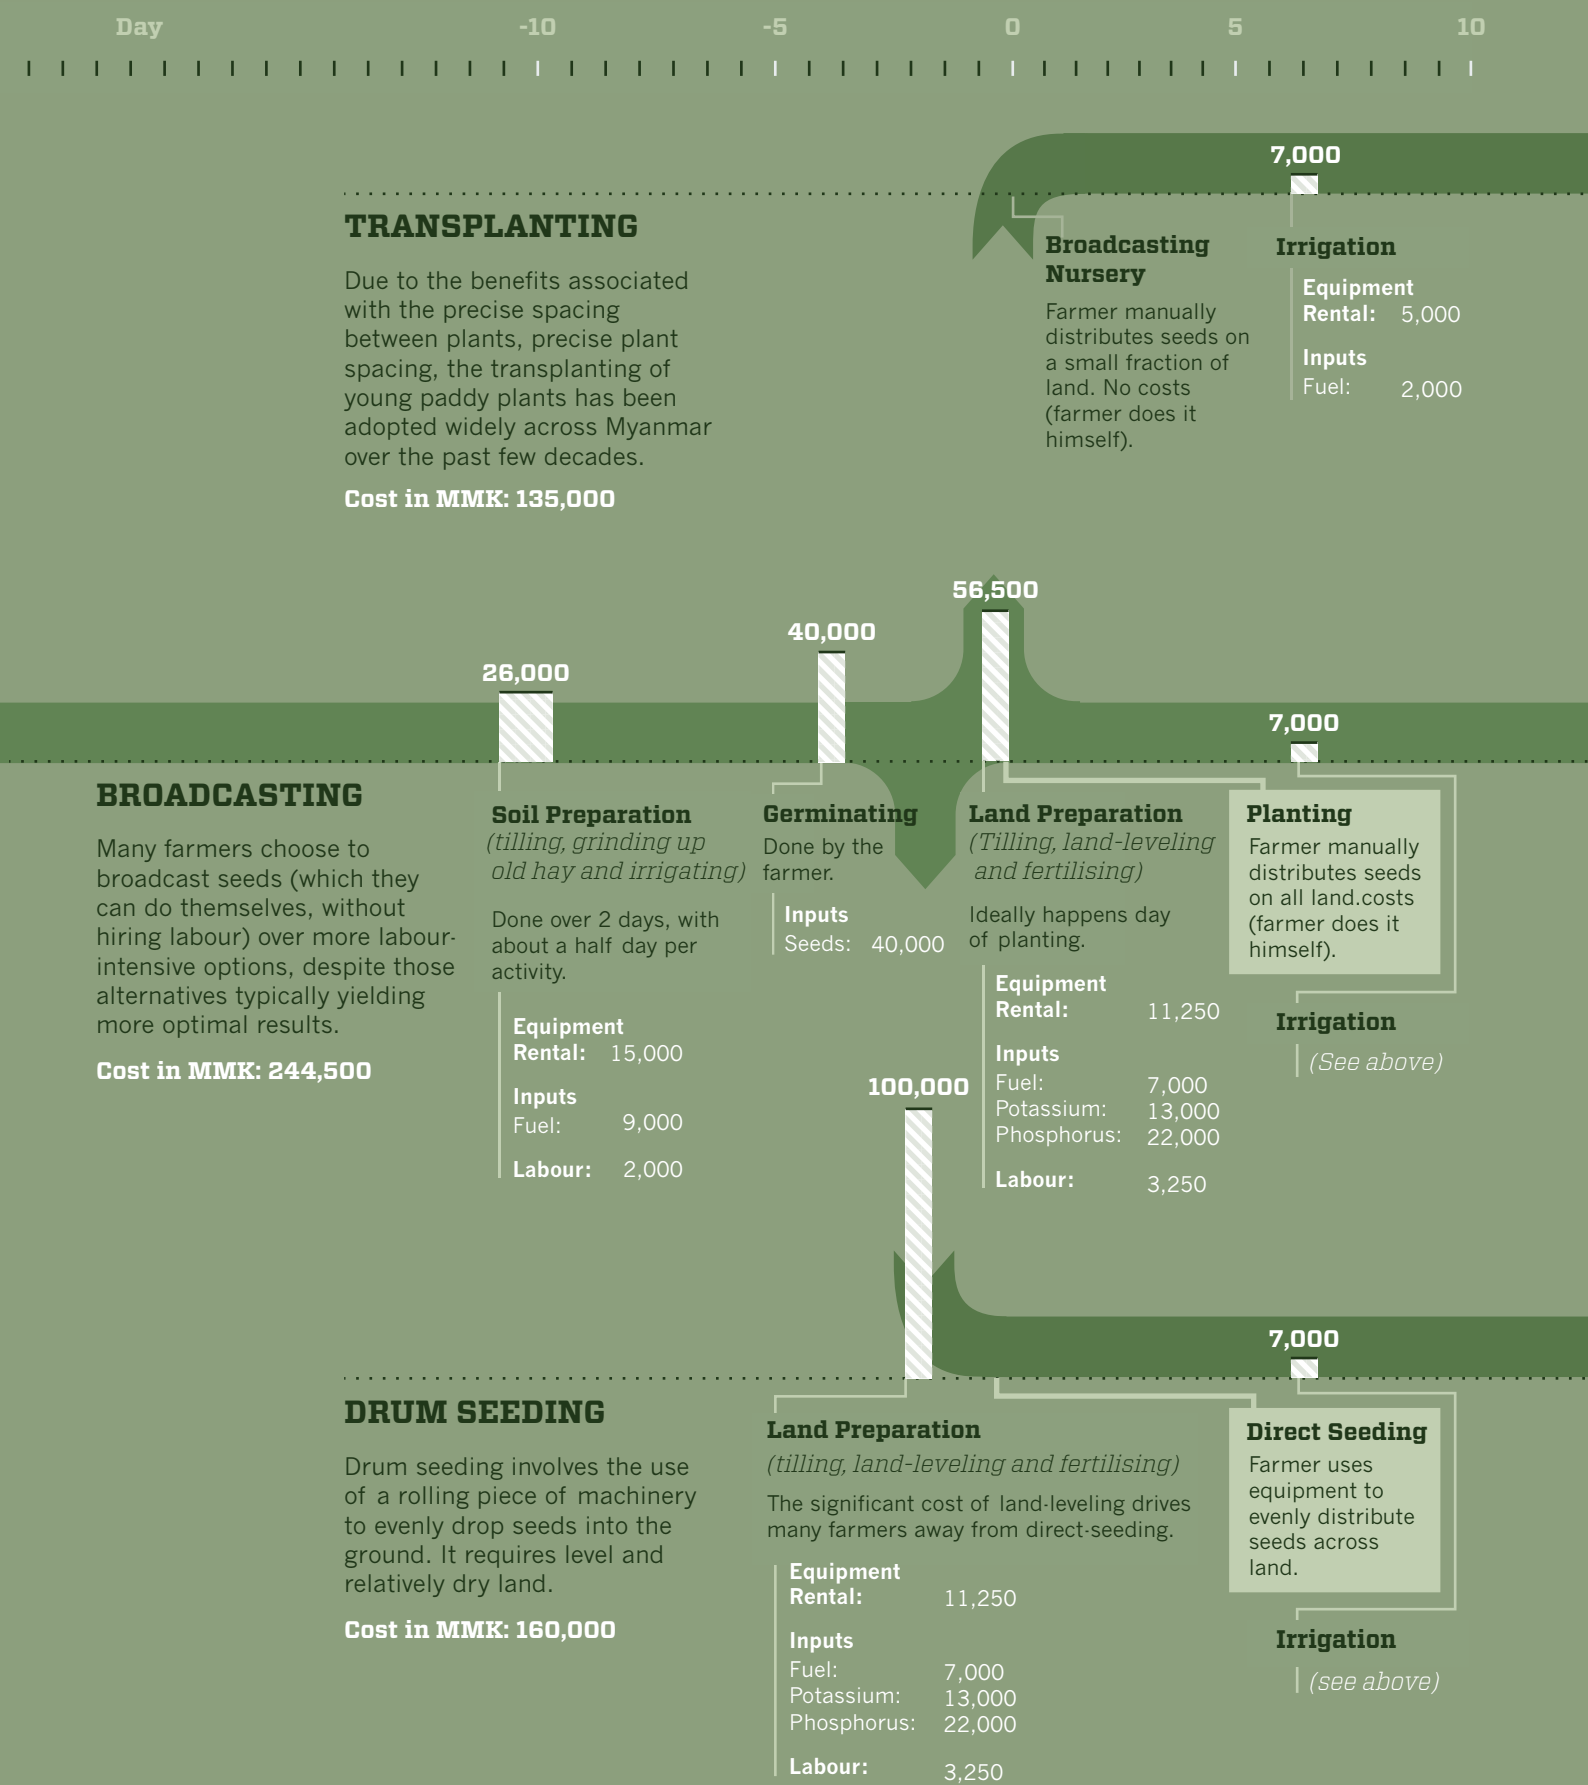 Day -10 -5 0 5 10
7,000
TRANSPLANTING
Due to the benefits associated
with the precise spacing
between plants, precise plant
spacing, the transplanting of
young paddy plants has been
adopted widely across Myanmar
over the past few decades.
Cost in MMK: 135,000
Broadcasting
Nursery
Farmer manually
distributes seeds on
a small fraction of
land. No costs
(farmer does it
himself).
Irrigation
Equipment
Rental: 5,000
Inputs
Fuel: 2,000
26,000
40,000
56,500
7,000
BROADCASTING
Many farmers choose to
broadcast seeds (which they
can do themselves, without
hiring labour) over more labour-
intensive options, despite those
alternatives typically yielding
more optimal results.
Cost in MMK: 244,500
Soil Preparation
(tilling, grinding up
old hay and irrigating)
Done over 2 days, with
about a half day per
activity.
Equipment
Rental: 15,000
Inputs
Fuel: 9,000
Labour: 2,000
Germinating
Done by the
farmer.
Inputs
Seeds: 40,000
Land Preparation
(Tilling, land-leveling
and fertilising)
Ideally happens day
of planting.
Equipment
Rental: 11,250
Inputs
Fuel: 7,000
Potassium: 13,000
Phosphorus: 22,000
Labour: 3,250
Planting
Farmer manually
distributes seeds
on all land.costs
(farmer does it
himself).
Irrigation
(See above)
100,000
7,000
DRUM SEEDING
Drum seeding involves the use
of a rolling piece of machinery
to evenly drop seeds into the
ground. It requires level and
relatively dry land.
Cost in MMK: 160,000
Land Preparation
(tilling, land-leveling and fertilising)
The significant cost of land-leveling drives
many farmers away from direct-seeding.
Equipment
Rental: 11,250
Inputs
Fuel: 7,000
Potassium: 13,000
Phosphorus: 22,000
Labour: 3,250
Direct Seeding
Farmer uses
equipment to
evenly distribute
seeds across
land.
Irrigation
(see above)